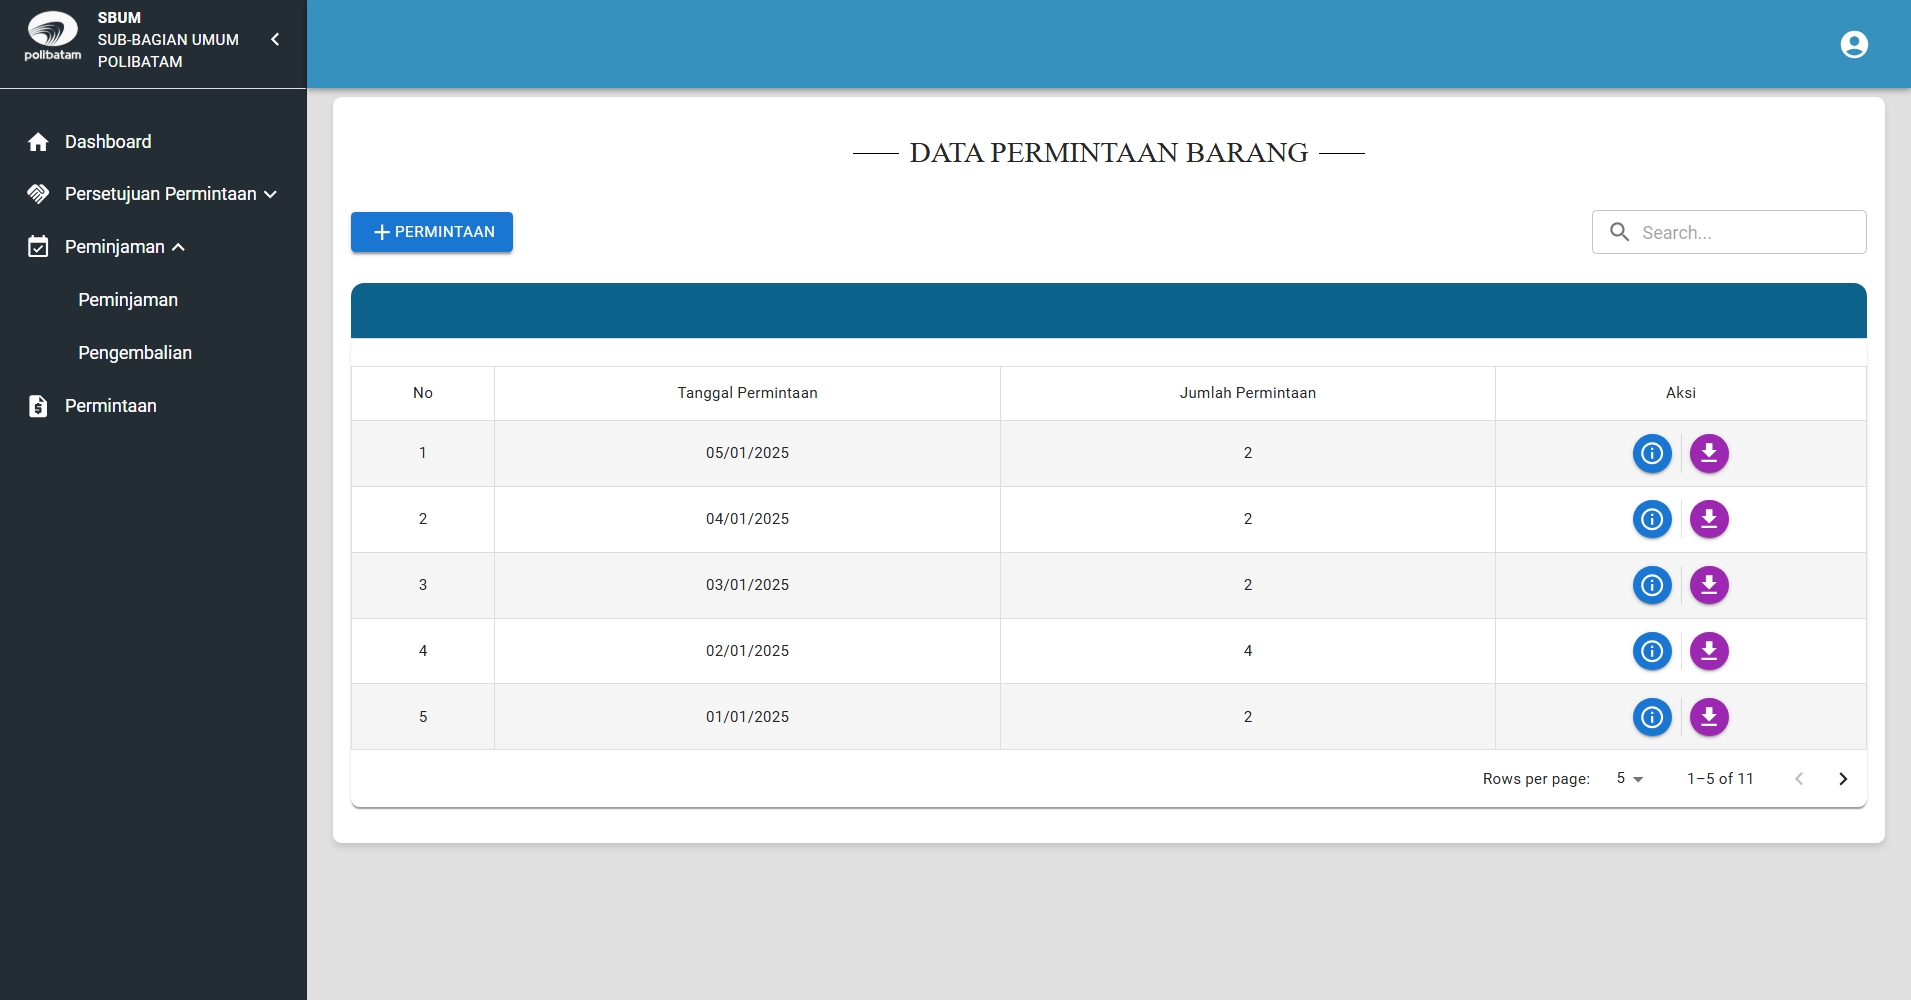 polibatam
SBUM
SUB-BAGIAN UMUM
POLIBATAM
Dashboard
Persetujuan Permintaan
Peminjaman
Peminjaman
Pengembalian
Permintaan
DATA PERMINTAAN BARANG
PERMINTAAN
Search...
No Tanggal Permintaan Jumlah Permintaan Aksi
1 05/01/2025 2
2 04/01/2025 2
3 03/01/2025 2
4 02/01/2025 4
5 01/01/2025 2
Rows per page: 5 1–5 of 11